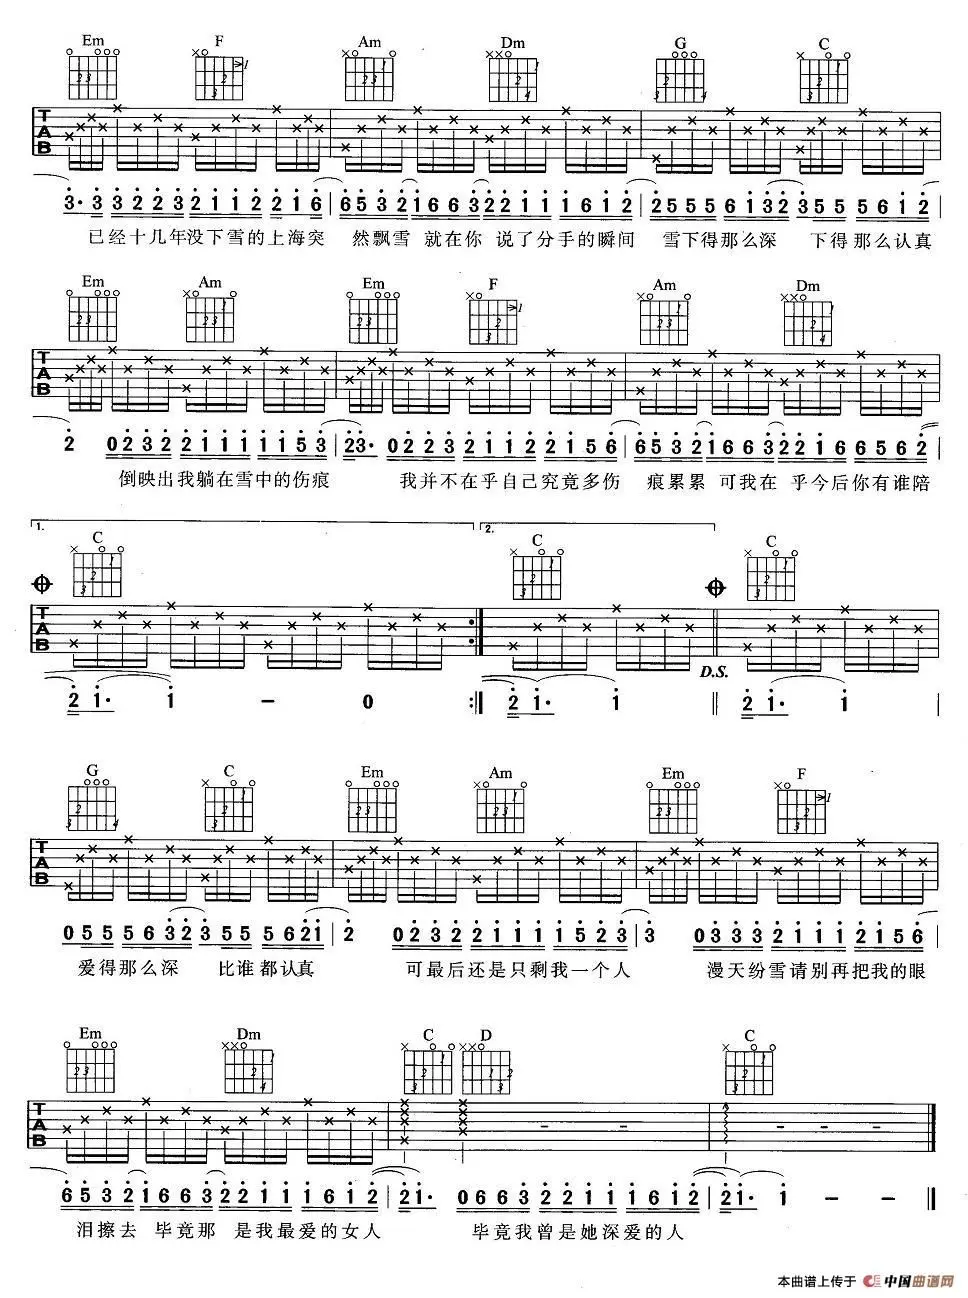 Em F Am Dm G C
T A B
3· 3 3 2 2 3 2 1 1 1 2 2 1 6 | 6 5 3 2 1 6 6 3 2 2 1 1 1 6 1 2 | 2 5 5 5 6 1 3 2 3 5 5 5 6 1 2 |
已经十几年没下雪的上海突 然飘雪 就在你 说了分手的瞬间 雪下得那么深 下得那么认真
Em Am Em F Am Dm
T A B
2 0 2 3 2 2 1 1 1 1 1 5 3 | 2 3· 0 2 2 3 2 1 1 1 2 1 5 6 | 6 5 3 2 1 6 6 3 2 2 1 6 6 5 6 2
倒映出我躺在雪中的伤痕 我并不在乎自己究竟多伤 痕累累 可我在 乎今后你有谁陪
1. 2.
C C C
T A B
D.S.
2 1· 1 – 0 :‖ 2 1· 1 ‖ 2 1· 1 |
G C Em Am Em F
T A B
0 5 5 5 6 3 2 3 5 5 5 6 2 1 | 2 0 2 3 2 2 1 1 1 1 5 2 3 | 3 0 3 3 3 2 1 1 1 2 1 5 6
爱得那么深 比谁都认真 可最后还是只剩我一个人 漫天纷雪请别再把我的眼
Em Dm C D C
T A B
6 5 3 2 1 6 6 3 2 2 1 1 1 6 1 2 | 2 1· 0 6 6 3 2 2 1 1 1 6 1 2 | 2 1· 1 – – ‖
泪擦去 毕竟那 是我最爱的女人 毕竟我曾是她深爱的人
本曲谱上传于 中国曲谱网